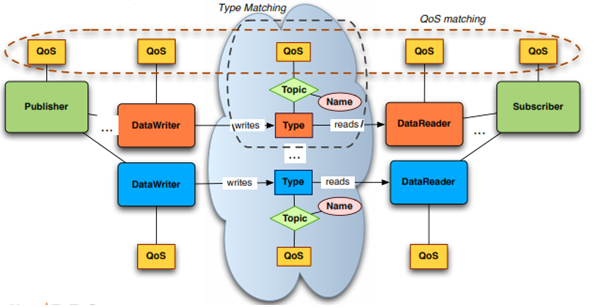 Type Matching
QoS matching
QoS
QoS
QoS
QoS
QoS
Publisher
Topic
Name
Subscriber
...
DataWriter
writes
Type
reads
DataReader
...
...
DataWriter
writes
Type
reads
DataReader
Name
Topic
QoS
QoS
QoS